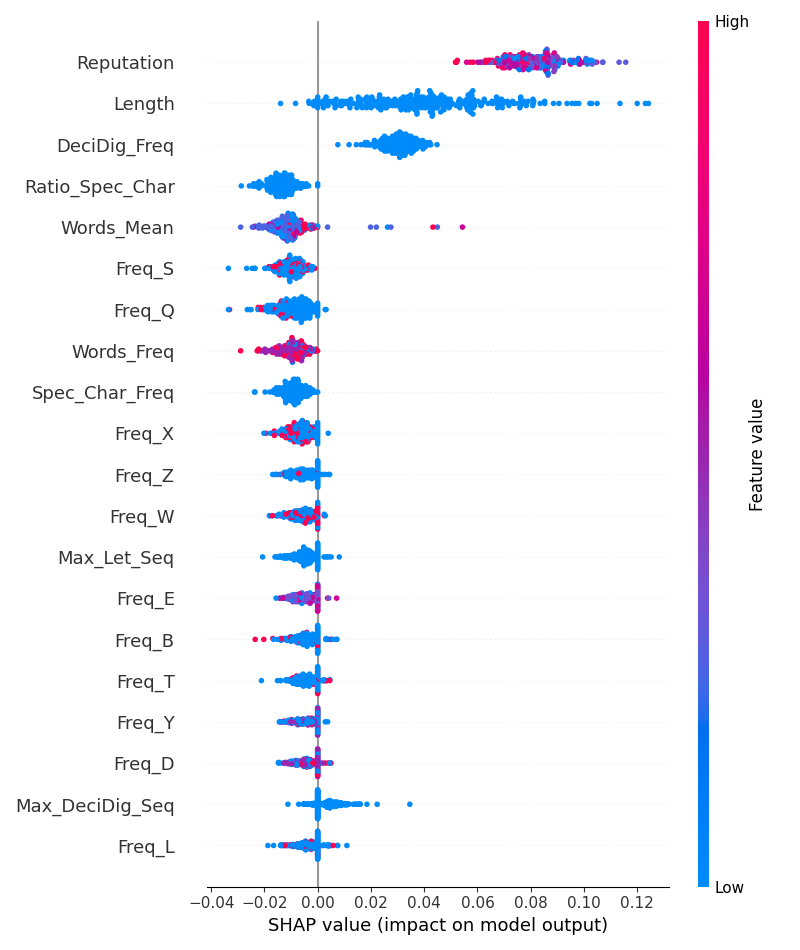 High
Reputation
Length
DeciDig_Freq
Ratio_Spec_Char
Words_Mean
Freq_S
Freq_Q
Words_Freq
Spec_Char_Freq
Freq_X
Freq_Z
Freq_W
Max_Let_Seq
Freq_E
Freq_B
Freq_T
Freq_Y
Freq_D
Max_DeciDig_Seq
Freq_L
Feature value
Low
−0.04 −0.02 0.00 0.02 0.04 0.06 0.08 0.10 0.12
SHAP value (impact on model output)